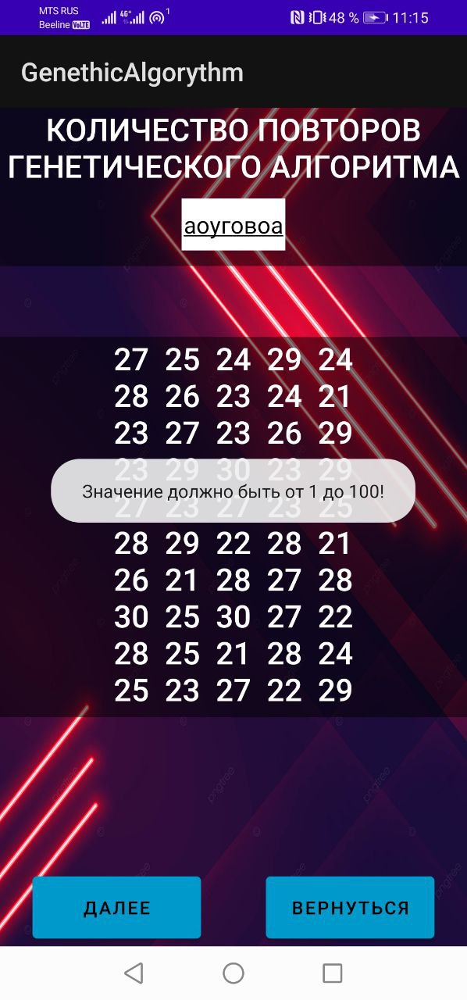 MTS RUS
Beeline VoLTE
4G+
1
48 % 11:15
GenethicAlgorythm
КОЛИЧЕСТВО ПОВТОРОВ
ГЕНЕТИЧЕСКОГО АЛГОРИТМА
аоуговоа
27 25 24 29 24
28 26 23 24 21
23 27 23 26 29
23 29 30 23 29
Значение должно быть от 1 до 100!
27 23 27 23 25
28 29 22 28 21
26 21 28 27 28
30 25 30 27 22
28 25 21 28 24
25 23 27 22 29
ДАЛЕЕ ВЕРНУТЬСЯ
pngtree